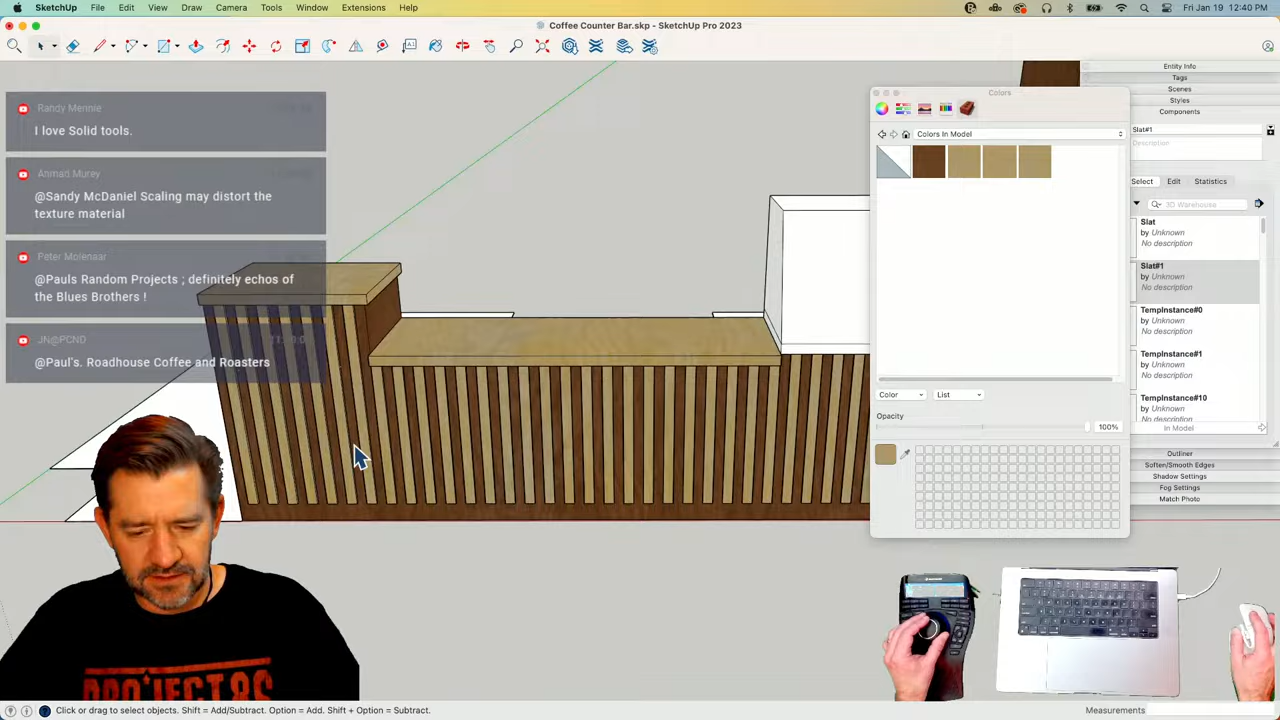 SketchUp File Edit View Draw Camera Tools Window Extensions Help
Fri Jan 19 12:40 PM
Coffee Counter Bar.skp - SketchUp Pro 2023
Randy Mennie
I love Solid tools.
Anmad Murey
@Sandy McDaniel Scaling may distort the
texture material
Peter Molenaar
@Pauls Random Projects ; definitely echos of
the Blues Brothers !
JN@PCND
@Paul's. Roadhouse Coffee and Roasters
Colors
Colors In Model
Color
List
Opacity
100%
Entity Info
Tags
Scenes
Styles
Components
Slat#1
Description
Select Edit Statistics
3D Warehouse
Slat
by Unknown
No description
Slat#1
by Unknown
No description
TempInstance#0
by Unknown
No description
TempInstance#1
by Unknown
No description
TempInstance#10
by Unknown
No description
In Model
Outliner
Soften/Smooth Edges
Shadow Settings
Fog Settings
Match Photo
Click or drag to select objects. Shift = Add/Subtract. Option = Add. Shift + Option = Subtract.
Measurements